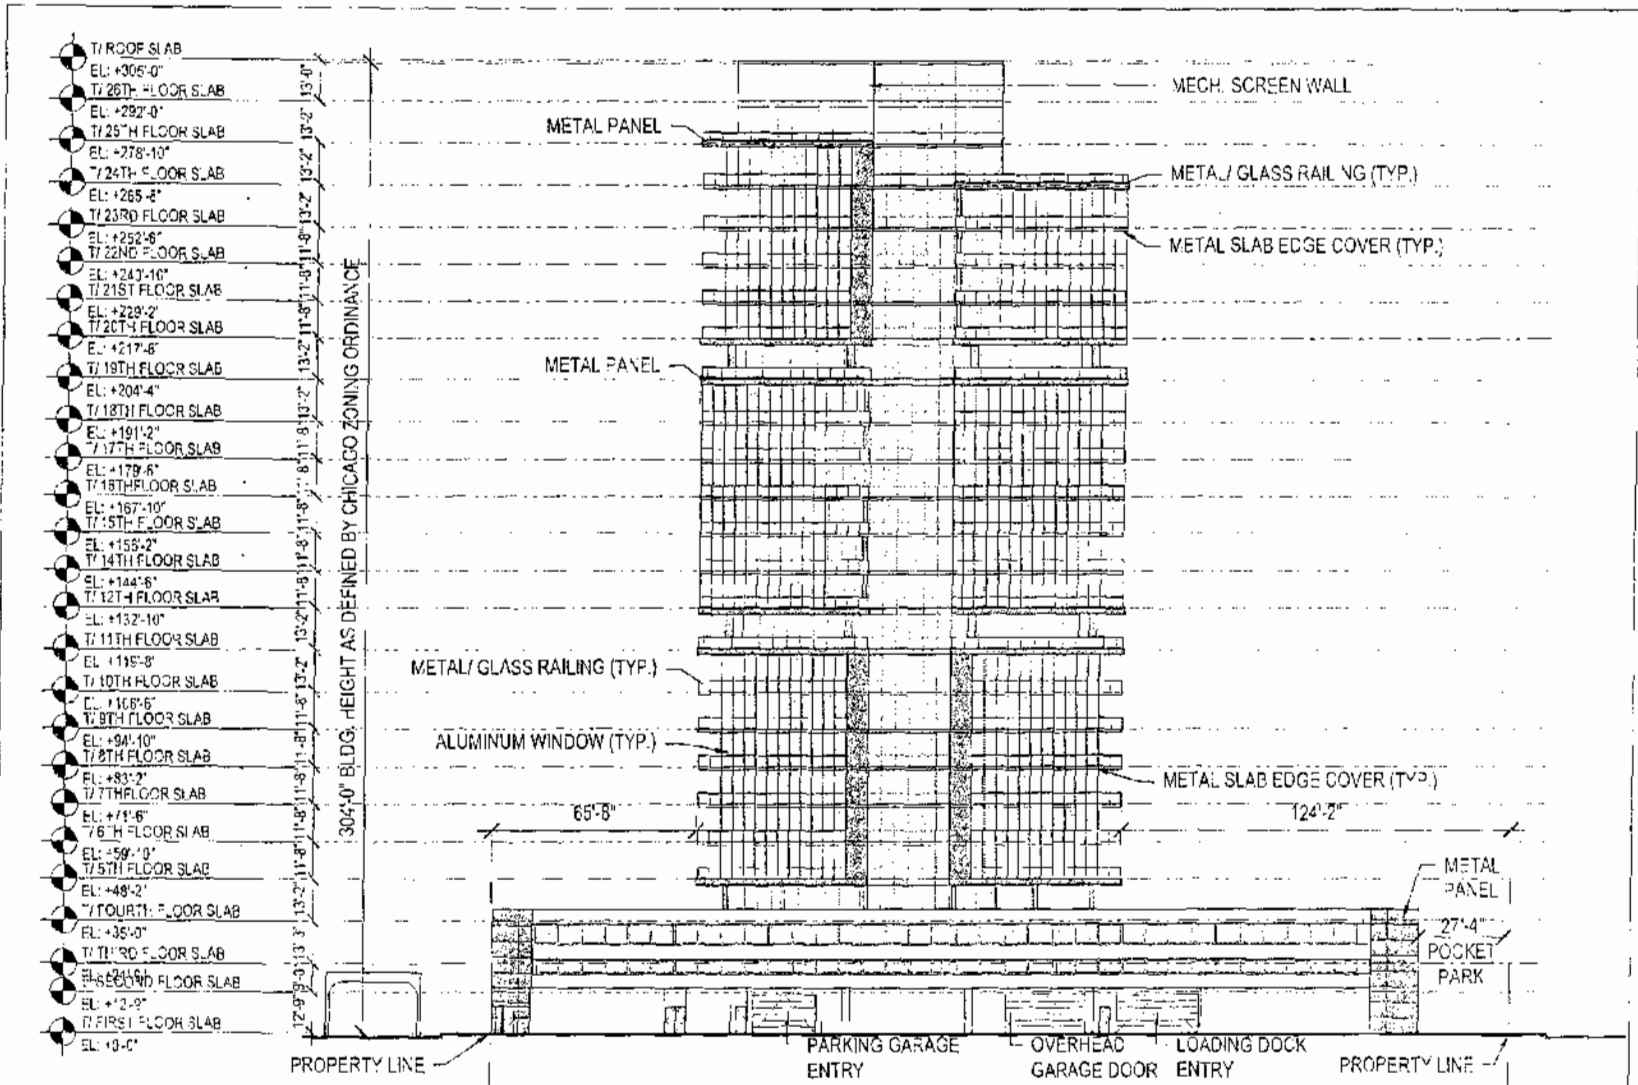 T/ ROOF SLAB
EL: +305'-0"
T/ 26TH FLOOR SLAB
EL: +292'-0"
T/ 25TH FLOOR SLAB
EL: +278'-10"
T/ 24TH FLOOR SLAB
EL: +265'-8"
T/ 23RD FLOOR SLAB
EL: +252'-6"
T/ 22ND FLOOR SLAB
T/ 21ST FLOOR SLAB
EL: +229'-2"
T/ 20TH FLOOR SLAB
EL: +217'-6"
T/ 19TH FLOOR SLAB
EL: +204'-4"
T/ 18TH FLOOR SLAB
EL: +191'-2"
T/ 17TH FLOOR SLAB
EL: +179'-6"
T/ 16THFLOOR SLAB
EL: +167'-10"
T/ 15TH FLOOR SLAB
EL: +156'-2"
T/ 14TH FLOOR SLAB
EL: +144'-6"
T/ 12TH FLOOR SLAB
EL: +132'-10"
T/ 11TH FLOOR SLAB
EL: +119'-8"
T/ 10TH FLOOR SLAB
EL: +106'-6"
T/ 9TH FLOOR SLAB
EL: +94'-10"
T/ 8TH FLOOR SLAB
EL: +83'-2"
T/ 7THFLOOR SLAB
EL: +71'-6"
T/ 6TH FLOOR SLAB
EL: +59'-10"
T/ 5TH FLOOR SLAB
EL: +48'-2"
T/ FOURTH FLOOR SLAB
EL: +35'-0"
T/ THIRD FLOOR SLAB
T/ SECOND FLOOR SLAB
EL: +12'-9"
T/ FIRST FLOOR SLAB
EL: +0'-0"
13'-0"
13'-2"
13'-2"
13'-2"
11'-8"
11'-8"
11'-8"
13'-2"
13'-2"
11'-8"
11'-8"
11'-8"
11'-8"
11'-8"
13'-2"
13'-2"
11'-8"
11'-8"
11'-8"
11'-8"
11'-8"
13'-2"
13'-3"
9'-0"
12'-9"
304'-0" BLDG. HEIGHT AS DEFINED BY CHICAGO ZONING ORDINANCE
MECH. SCREEN WALL
METAL PANEL
METAL/ GLASS RAILING (TYP.)
METAL SLAB EDGE COVER (TYP.)
METAL PANEL
METAL/ GLASS RAILING (TYP.)
ALUMINUM WINDOW (TYP.)
METAL SLAB EDGE COVER (TYP.)
65'-8"
124'-2"
METAL
PANEL
27'-4"
POCKET
PARK
PROPERTY LINE
PARKING GARAGE
ENTRY
OVERHEAD
GARAGE DOOR
LOADING DOCK
ENTRY
PROPERTY LINE